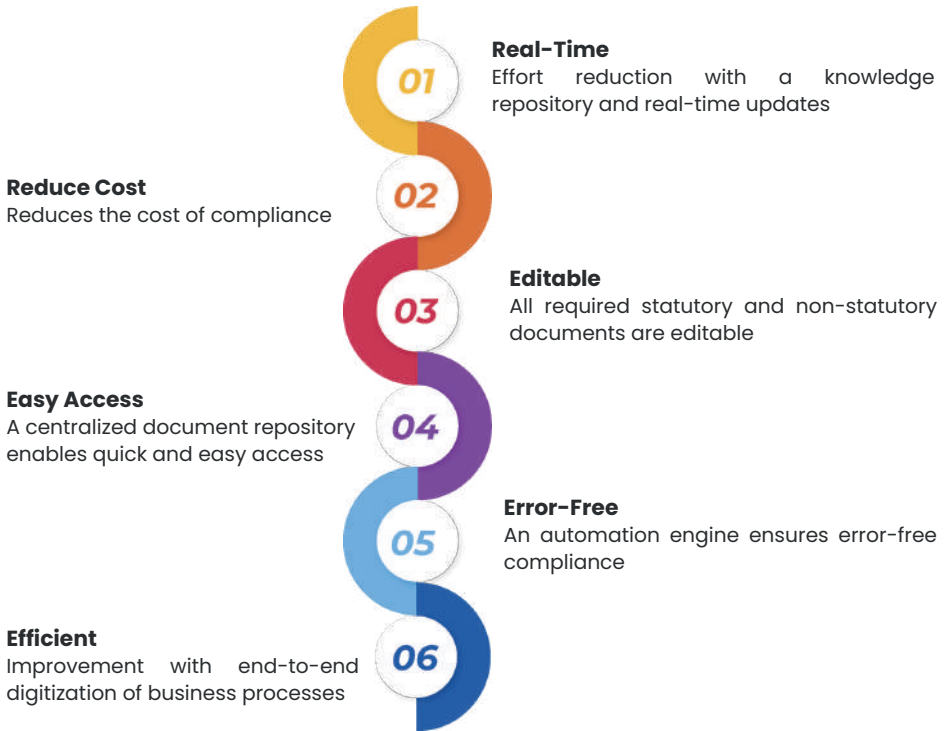 01
Real-Time
Effort reduction with a knowledge
repository and real-time updates
02
Reduce Cost
Reduces the cost of compliance
03
Editable
All required statutory and non-statutory
documents are editable
04
Easy Access
A centralized document repository
enables quick and easy access
05
Error-Free
An automation engine ensures error-free
compliance
06
Efficient
Improvement with end-to-end
digitization of business processes